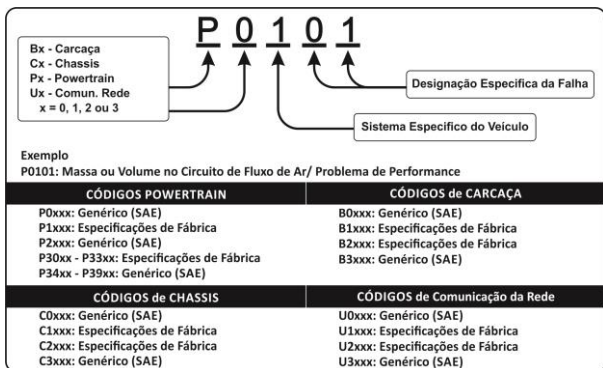 P 0 1 0 1
Bx - Carcaça
Cx - Chassis
Px - Powertrain
Ux - Comun. Rede
x = 0, 1, 2 ou 3
Designação Especifica da Falha
Sistema Especifico do Veiculo
Exemplo
P0101: Massa ou Volume no Circuito de Fluxo de Ar/ Problema de Performance
CÓDIGOS POWERTRAIN
P0xxx: Genérico (SAE)
P1xxx: Especificações de Fábrica
P2xxx: Genérico (SAE)
P30xx - P33xx: Especificações de Fábrica
P34xx - P39xx: Genérico (SAE)
CÓDIGOS de CARCAÇA
B0xxx: Genérico (SAE)
B1xxx: Especificações de Fábrica
B2xxx: Especificações de Fábrica
B3xxx: Genérico (SAE)
CÓDIGOS de CHASSIS
C0xxx: Genérico (SAE)
C1xxx: Especificações de Fábrica
C2xxx: Especificações de Fábrica
C3xxx: Genérico (SAE)
CÓDIGOS de Comunicação da Rede
U0xxx: Genérico (SAE)
U1xxx: Especificações de Fábrica
U2xxx: Especificações de Fábrica
U3xxx: Genérico (SAE)